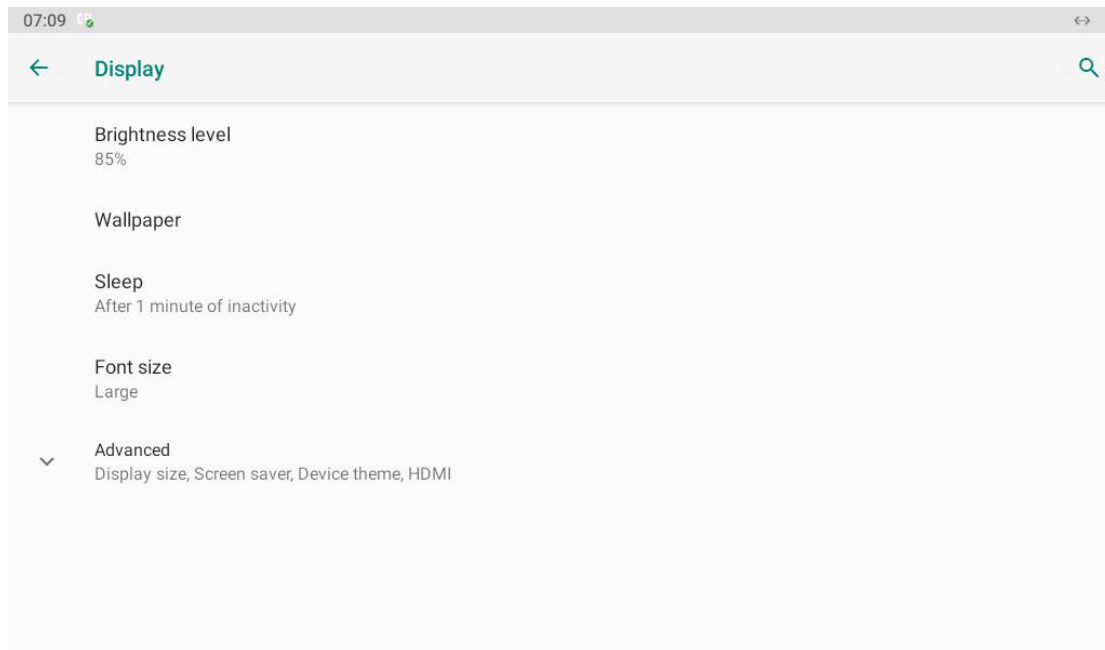 07:09
Display
Brightness level
85%
Wallpaper
Sleep
After 1 minute of inactivity
Font size
Large
Advanced
Display size, Screen saver, Device theme, HDMI